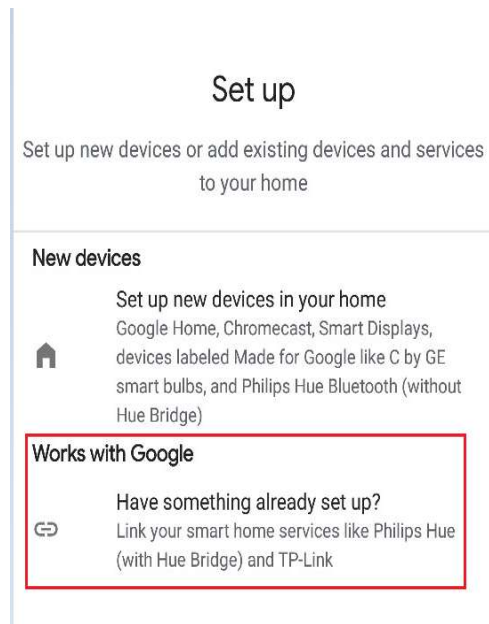 Set up
Set up new devices or add existing devices and services
to your home
New devices
Set up new devices in your home
Google Home, Chromecast, Smart Displays,
devices labeled Made for Google like C by GE
smart bulbs, and Philips Hue Bluetooth (without
Hue Bridge)
Works with Google
Have something already set up?
Link your smart home services like Philips Hue
(with Hue Bridge) and TP-Link